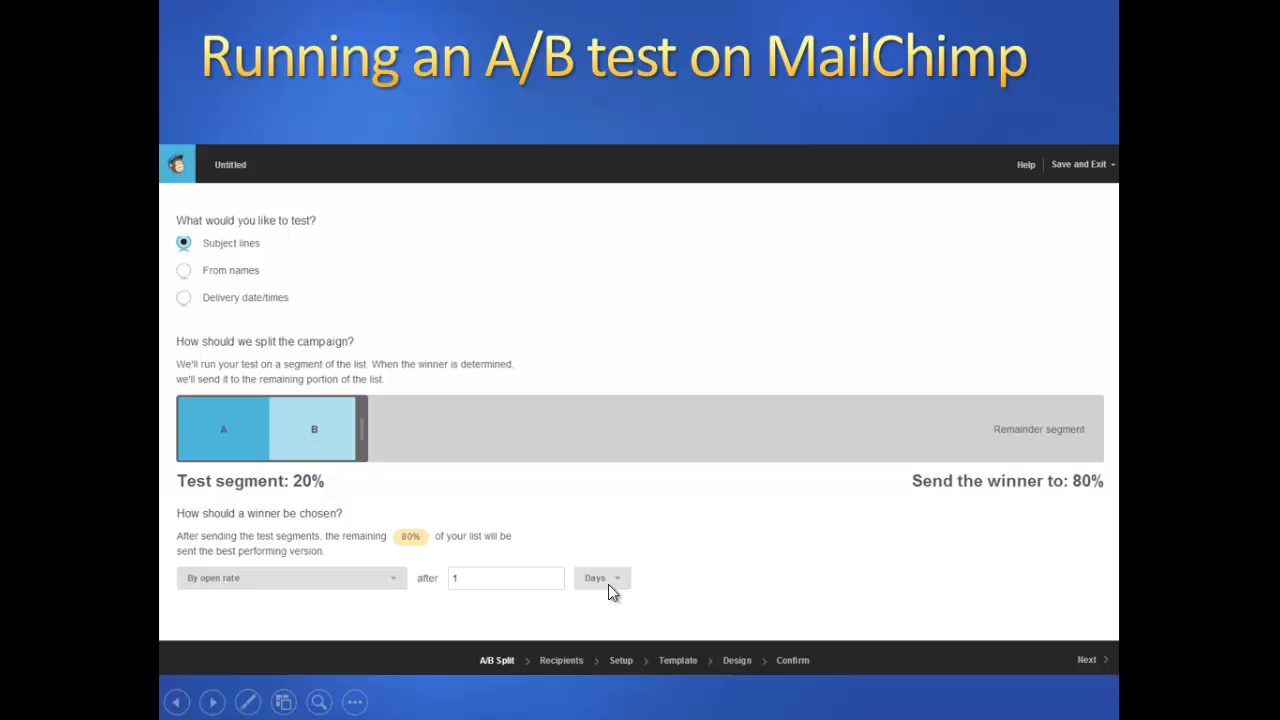 Running an A/B test on MailChimp
Untitled
Help
Save and Exit
What would you like to test?
Subject lines
From names
Delivery date/times
How should we split the campaign?
We'll run your test on a segment of the list. When the winner is determined,
we'll send it to the remaining portion of the list.
A
B
Remainder segment
Test segment: 20%
Send the winner to: 80%
How should a winner be chosen?
After sending the test segments, the remaining 80% of your list will be
sent the best performing version.
By open rate after 1 Days
A/B Split > Recipients > Setup > Template > Design > Confirm
Next >